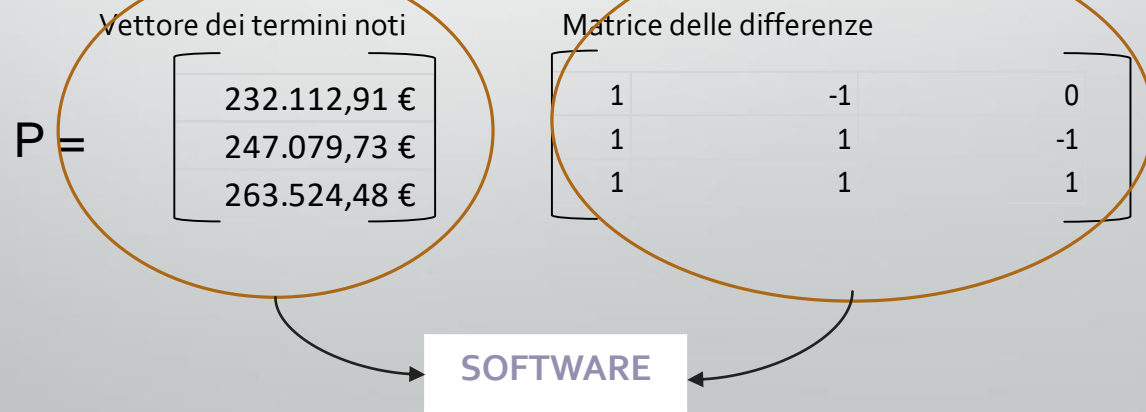 Vettore dei termini noti Matrice delle differenze
232.112,91 € 1 -1 0
P = 247.079,73 € 1 1 -1
263.524,48 € 1 1 1
SOFTWARE